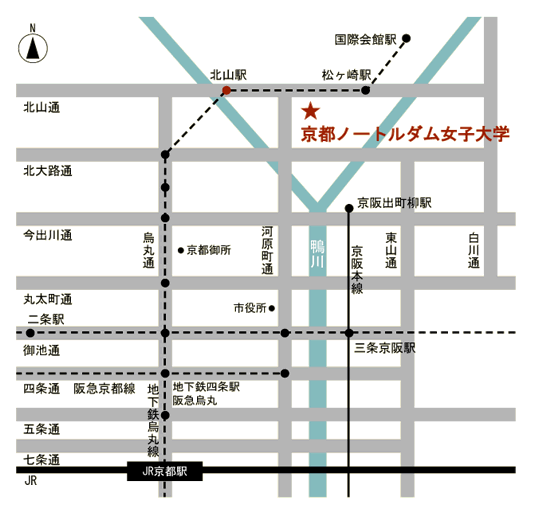 N
国際会館駅
北山駅
松ヶ崎駅
北山通
京都ノートルダム女子大学
北大路通
京阪出町柳駅
今出川通
烏丸通
京都御所
河原町通
鴨川
京阪本線
東山通
白川通
丸太町通
市役所
二条駅
御池通
三条京阪駅
四条通
阪急京都線
地下鉄烏丸線
地下鉄四条駅
阪急烏丸
五条通
七条通
JR京都駅
JR